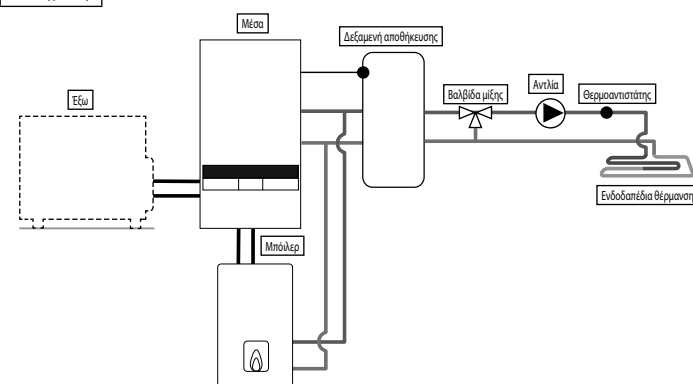 Μέσα
Δεξαμενή αποθήκευσης
Έξω
Βαλβίδα μίξης
Αντλία
Θερμοαντιστάτης
Ενδοδαπέδια θέρμανση
Μπόιλερ